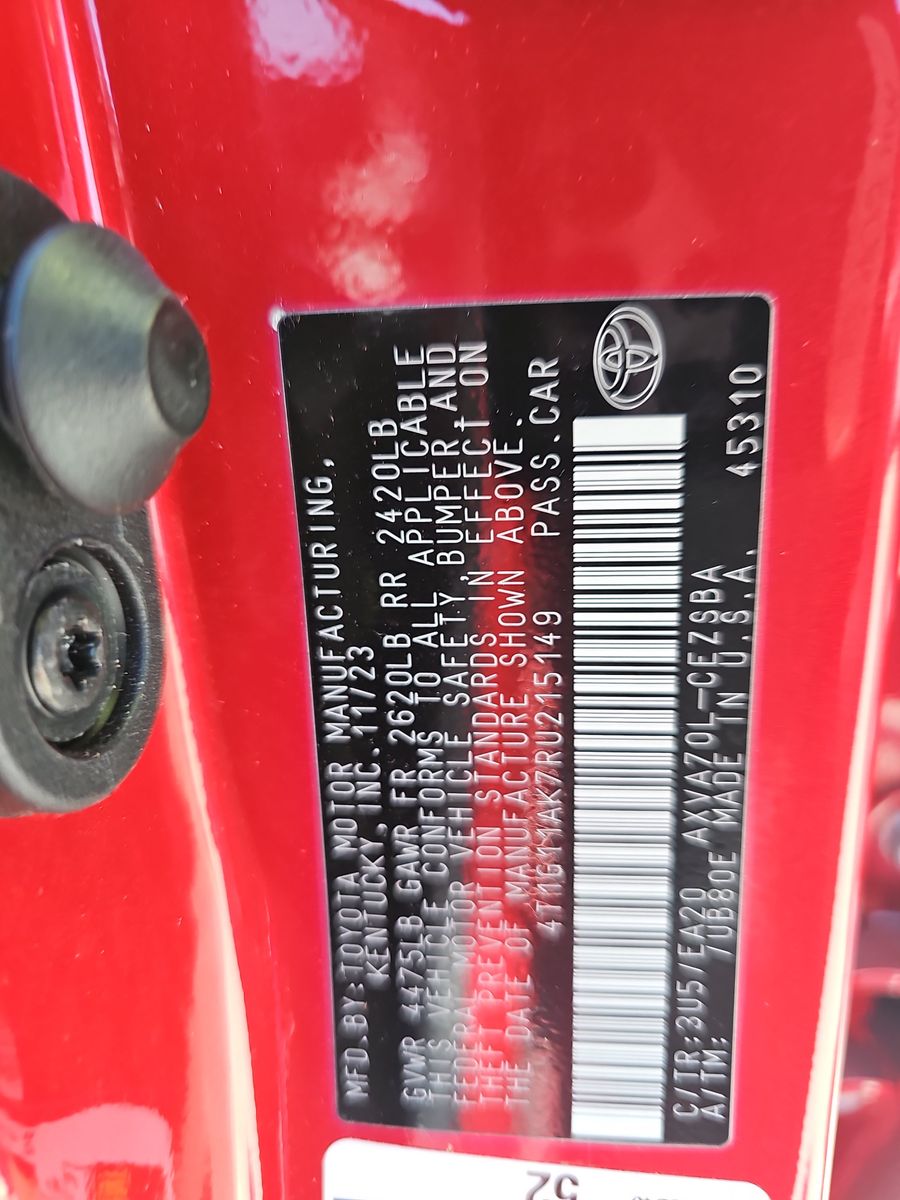 MFD.BY:TOYOTA MOTOR MANUFACTURING,
KENTUCKY, INC.11/23
GVWR 4475LB GAWR FR 2620LB RR 2420LB
THIS VEHICLE CONFORMS TO ALL APPLICABLE
FEDERAL MOTOR VEHICLE SAFETY, BUMPER, AND
THEFT PREVENTION STANDARDS IN EFFECT ON
THE DATE OF MANUFACTURE SHOWN ABOVE.
4T1G11AK7RU215149 PASS.CAR
C/TR:3U5/EA20 AXVA70L-CEZSBA
A/TM: /UB80E MADE IN U.S.A. 45310
52